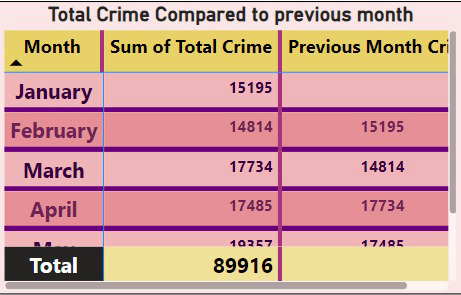 Total Crime Compared to previous month
Month Sum of Total Crime Previous Month Cri
January 15195
February 14814 15195
March 17734 14814
April 17485 17734
May 19357 17485
Total 89916